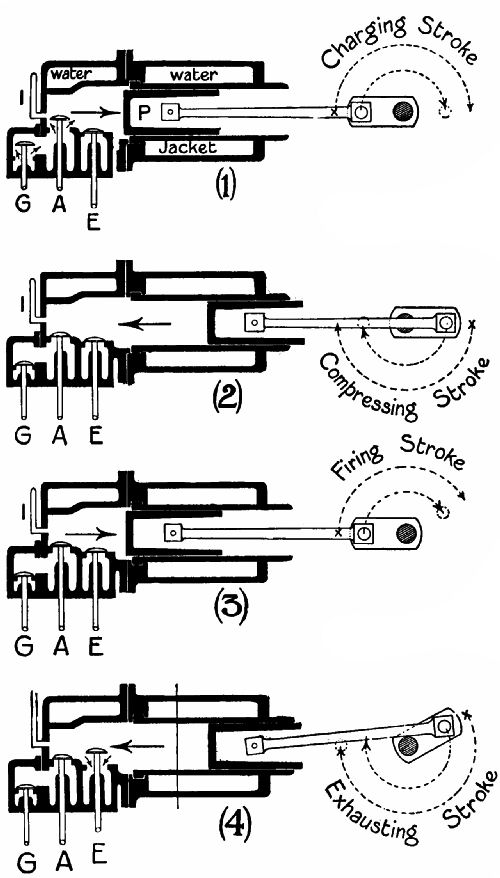 Charging Stroke
water
water
I
P
Jacket
(1)
G A E
I
(2)
Compressing Stroke
G A E
Firing Stroke
I
(3)
G A E
I
(4)
Exhausting Stroke
G A E